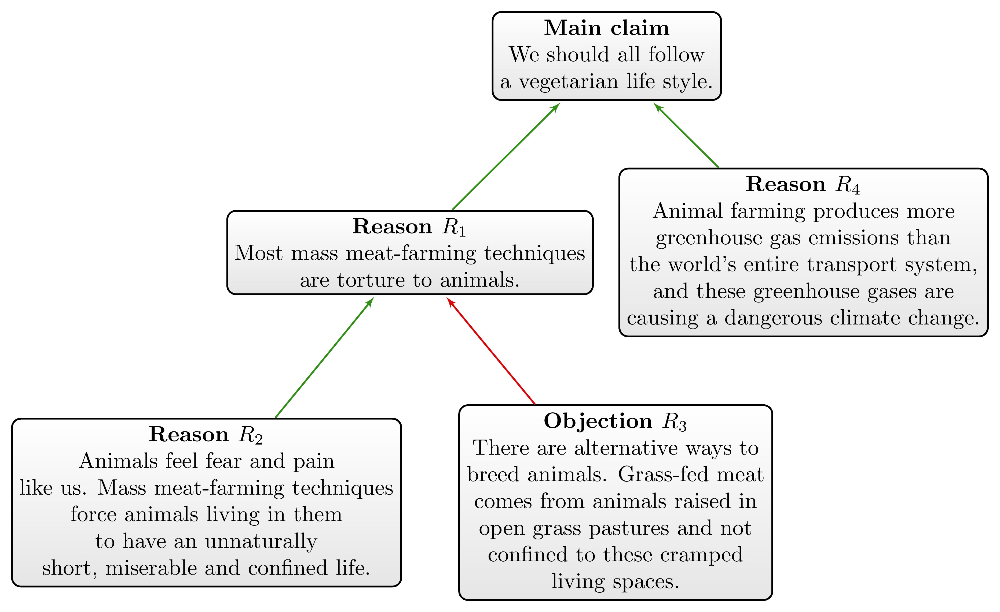 Main claim
We should all follow
a vegetarian life style.
Reason R₁
Most mass meat-farming techniques
are torture to animals.
Reason R₄
Animal farming produces more
greenhouse gas emissions than
the world's entire transport system,
and these greenhouse gases are
causing a dangerous climate change.
Reason R₂
Animals feel fear and pain
like us. Mass meat-farming techniques
force animals living in them
to have an unnaturally
short, miserable and confined life.
Objection R₃
There are alternative ways to
breed animals. Grass-fed meat
comes from animals raised in
open grass pastures and not
confined to these cramped
living spaces.